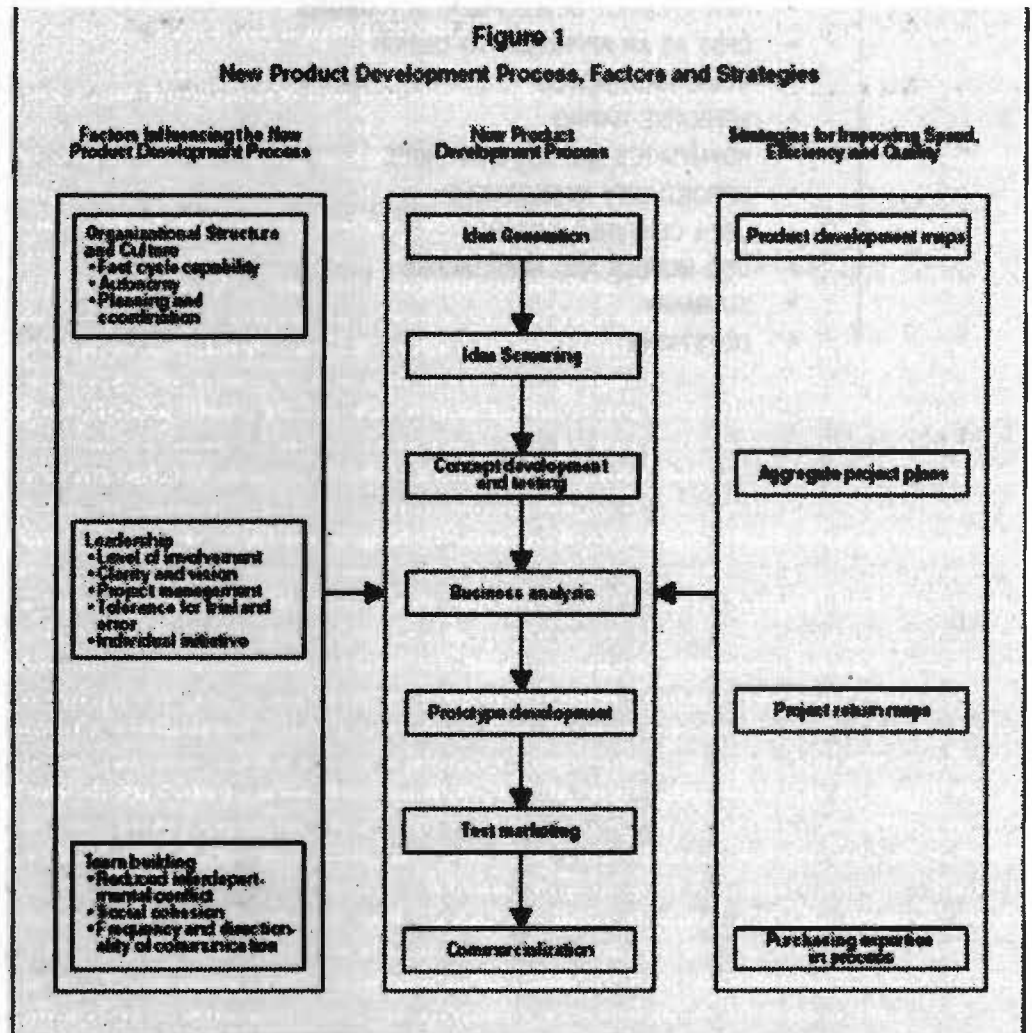 Figure 1
New Product Development Process, Factors and Strategies
Factors Influencing the New
Product Development Process
Organizational Structure
and Culture
• Fast cycle capability
• Autonomy
• Planning and
coordination
Leadership
• Level of involvement
• Clarity and vision
• Project management
• Tolerance for trial and
error
• Individual initiative
Team building
• Reduced interdepart-
mental conflict
• Social cohesion
• Frequency and direction-
ality of communication
New Product
Development Process
Idea Generation
Idea Screening
Concept development
and testing
Business analysis
Prototype development
Test marketing
Commercialization
Strategies for Improving Speed,
Efficiency and Quality
Product development maps
Aggregate project plans
Project return maps
Purchasing expertise
in process